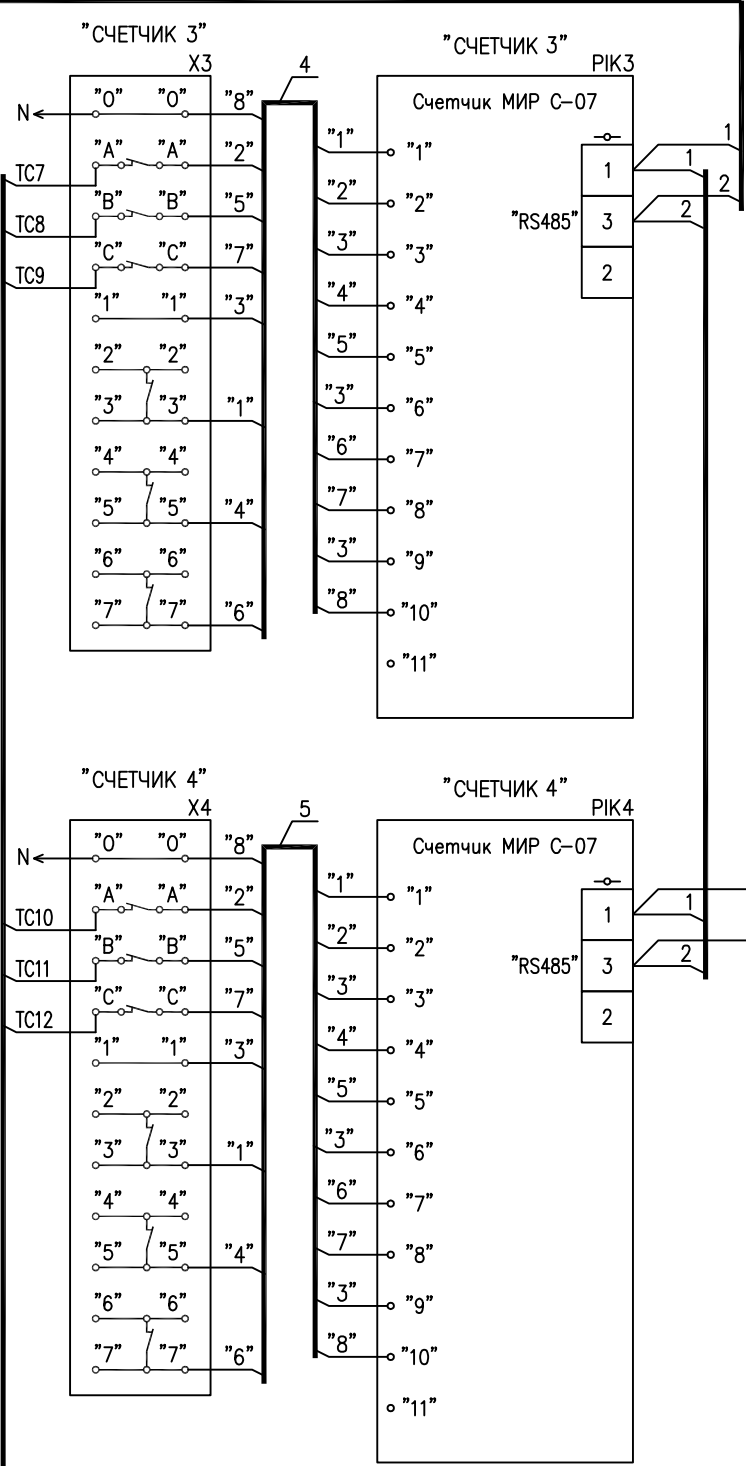 "СЧЕТЧИК 3"
X3
N
"0" "0" "8"
TC7 "A" "A" "2"
TC8 "B" "B" "5"
TC9 "C" "C" "7"
"1" "1" "3"
"2" "2"
"3" "3" "1"
"4" "4"
"5" "5" "4"
"6" "6"
"7" "7" "6"
4
"СЧЕТЧИК 3"
PIK3
Счетчик МИР С-07
"1" "1"
"2" "2"
"3" "3"
"4" "4"
"5" "5"
"3" "6"
"6" "7"
"7" "8"
"3" "9"
"8" "10"
"11"
"RS485"
1
3
2
1
1
2
2
"СЧЕТЧИК 4"
X4
N
"0" "0" "8"
TC10 "A" "A" "2"
TC11 "B" "B" "5"
TC12 "C" "C" "7"
"1" "1" "3"
"2" "2"
"3" "3" "1"
"4" "4"
"5" "5" "4"
"6" "6"
"7" "7" "6"
5
"СЧЕТЧИК 4"
PIK4
Счетчик МИР С-07
"1" "1"
"2" "2"
"3" "3"
"4" "4"
"5" "5"
"3" "6"
"6" "7"
"7" "8"
"3" "9"
"8" "10"
"11"
"RS485"
1
3
2
1
2